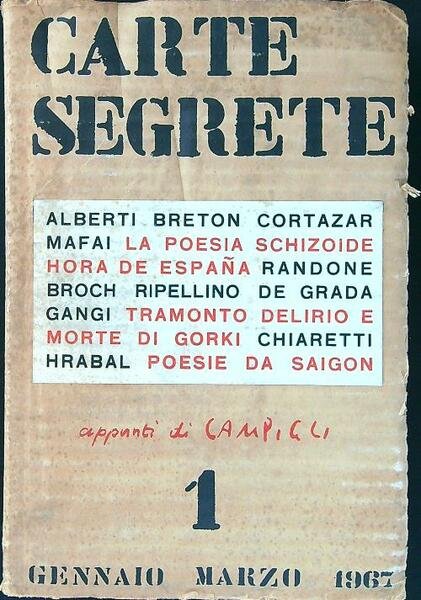 CARTE
SEGRETE
ALBERTI BRETON CORTAZAR
MAFAI LA POESIA SCHIZOIDE
HORA DE ESPAÑA RANDONE
BROCH RIPELLINO DE GRADA
GANGI TRAMONTO DELIRIO E
MORTE DI GORKI CHIARETTI
HRABAL POESIE DA SAIGON
appunti di CAMPIGLI
1
GENNAIO MARZO 1967